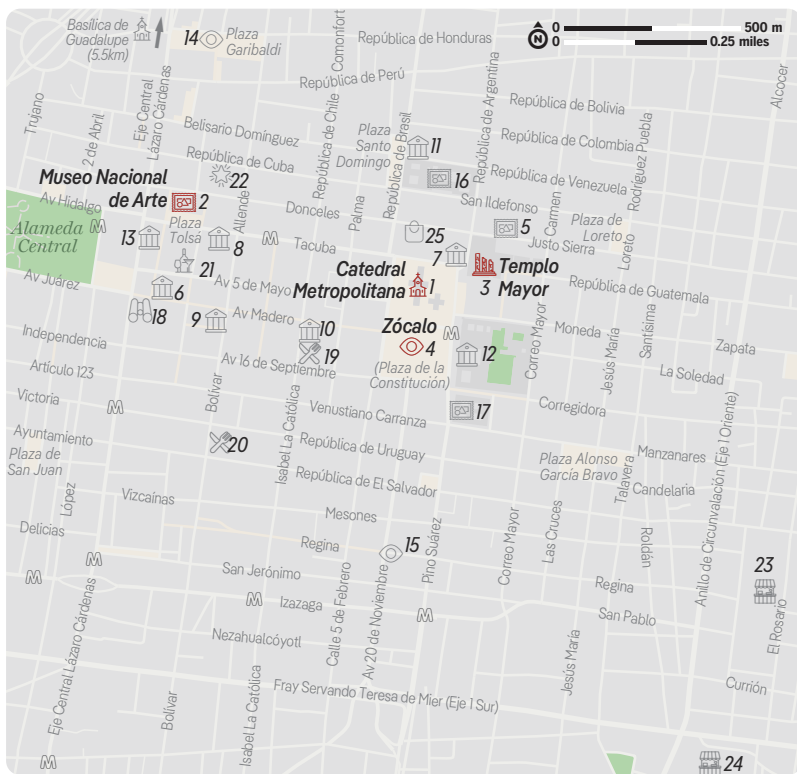 Basílica de
Guadalupe
(5.5km)
14
Plaza
Garibaldi
Comonfort
República de Honduras
N
0
500 m
0
0.25 miles
República de Perú
República de Argentina
Alcocer
Trujano
2 de Abril
Eje Central
Lázaro Cárdenas
Belisario Domínguez
República de Chile
Plaza
Santo
Domingo
República de Brasil
11
República de Bolivia
República de Colombia
Rodríguez Puebla
República de Cuba
22
16
República de Venezuela
Museo Nacional
de Arte
2
Av Hidalgo
Allende
Donceles
Palma
San Ildefonso
Carmen
Plaza de
Loreto
Loreto
Alameda
Central
M
13
Plaza
Tolsá
8
M
Tacuba
25
5
Justo Sierra
7
21
Av Juárez
6
Av 5 de Mayo
Catedral
Metropolitana
1
3
Templo
Mayor
República de Guatemala
18
9
Av Madero
10
Zócalo
4
M
(Plaza de la
Constitución)
12
Correo Mayor
Moneda
Jesús María
Santísima
Zapata
Independencia
19
Av 16 de Septiembre
Artículo 123
La Soledad
Victoria
M
Bolívar
Isabel La Católica
Venustiano Carranza
17
Corregidora
Ayuntamiento
Plaza de
San Juan
20
República de Uruguay
Plaza Alonso
García Bravo
Manzanares
Talavera
Candelaria
Anillo de Circunvalación (Eje 1 Oriente)
República de El Salvador
López
Vizcaínas
Mesones
Delicias
Regina
15
Pino Suárez
Correo Mayor
Las Cruces
Roldán
M
M
San Jerónimo
23
M
Izazaga
Calle 5 de Febrero
Av 20 de Noviembre
M
Regina
San Pablo
El Rosario
Eje Central Lázaro Cárdenas
Nezahualcóyotl
Jesús María
Bolívar
Isabel La Católica
Fray Servando Teresa de Mier (Eje 1 Sur)
Currión
M
24